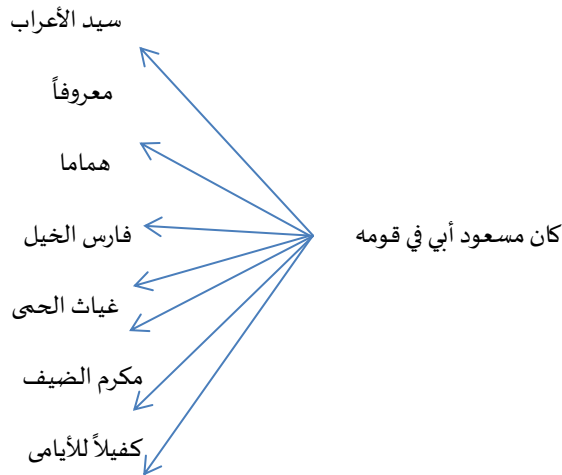 كان مسعود أبي في قومه
سيد الأعراب
معروفاً
هماما
فارس الخيل
غياث الحمى
مكرم الضيف
كفيلاً للأيامى